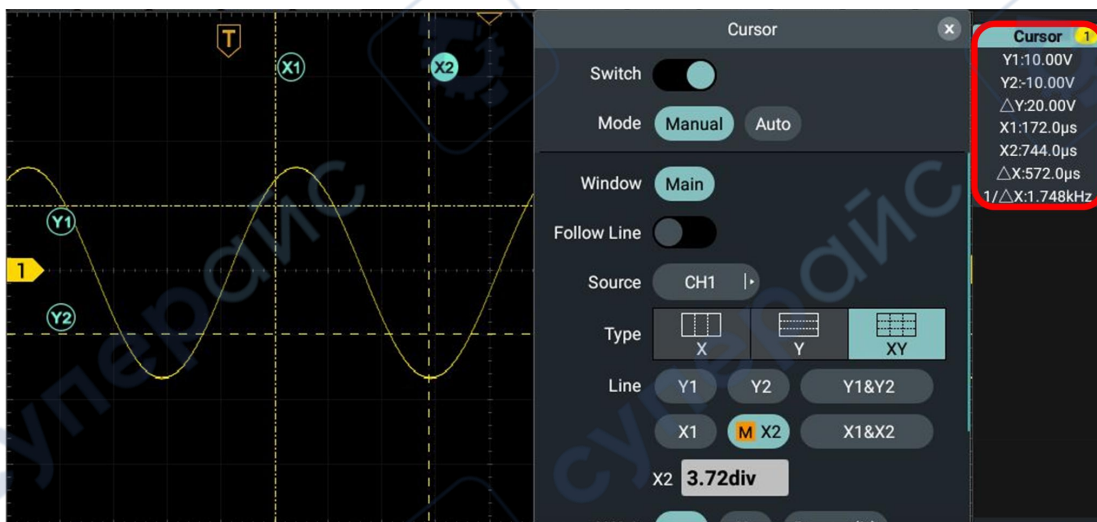 T
X1
X2
Y1
1
Y2
Cursor
x
Switch
Mode Manual Auto
Window Main
Follow Line
Source CH1
Type X Y XY
Line Y1 Y2 Y1&Y2
X1 M X2 X1&X2
X2 3.72div
Cursor 1
Y1:10.00V
Y2:-10.00V
△Y:20.00V
X1:172.0μs
X2:744.0μs
△X:572.0μs
1/△X:1.748kHz
суперайс
суперайс